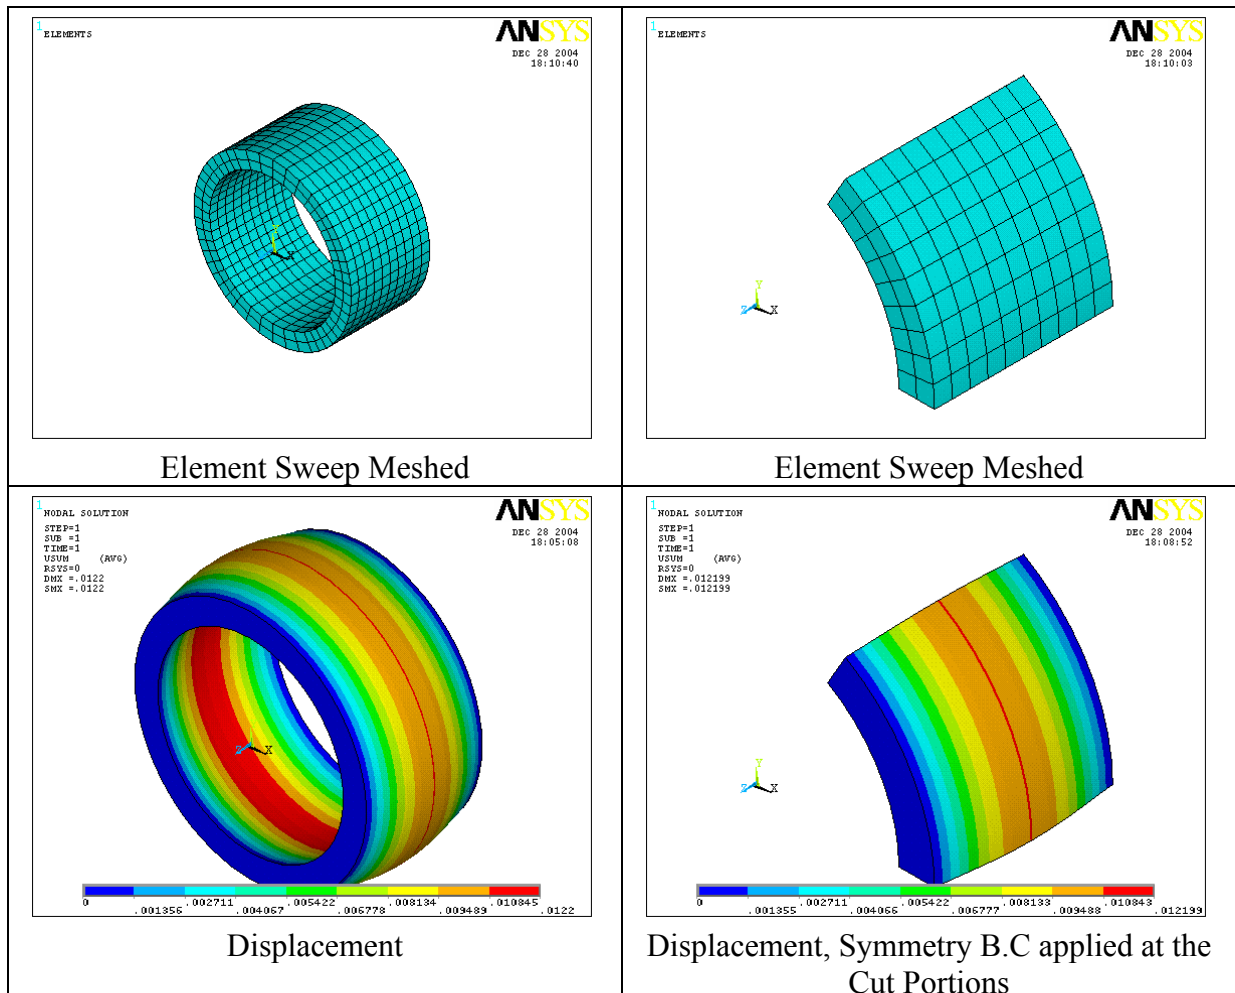 1
ELEMENTS
ANSYS
DEC 28 2004
18:10:40
Y
X
Element Sweep Meshed
1
ELEMENTS
ANSYS
DEC 28 2004
18:10:03
Y
Z
X
Element Sweep Meshed
1
NODAL SOLUTION
STEP=1
SUB =1
TIME=1
USUM (AVG)
RSYS=0
DMX =.0122
SMX =.0122
ANSYS
DEC 28 2004
18:05:08
Z
X
0 .002711 .005422 .008134 .010845
.001356 .004067 .006778 .009489 .0122
Displacement
1
NODAL SOLUTION
STEP=1
SUB =1
TIME=1
USUM (AVG)
RSYS=0
DMX =.012199
SMX =.012199
ANSYS
DEC 28 2004
18:08:52
Y
Z
X
0 .002711 .005422 .008133 .010843
.001355 .004066 .006777 .009488 .012199
Displacement, Symmetry B.C applied at the
Cut Portions